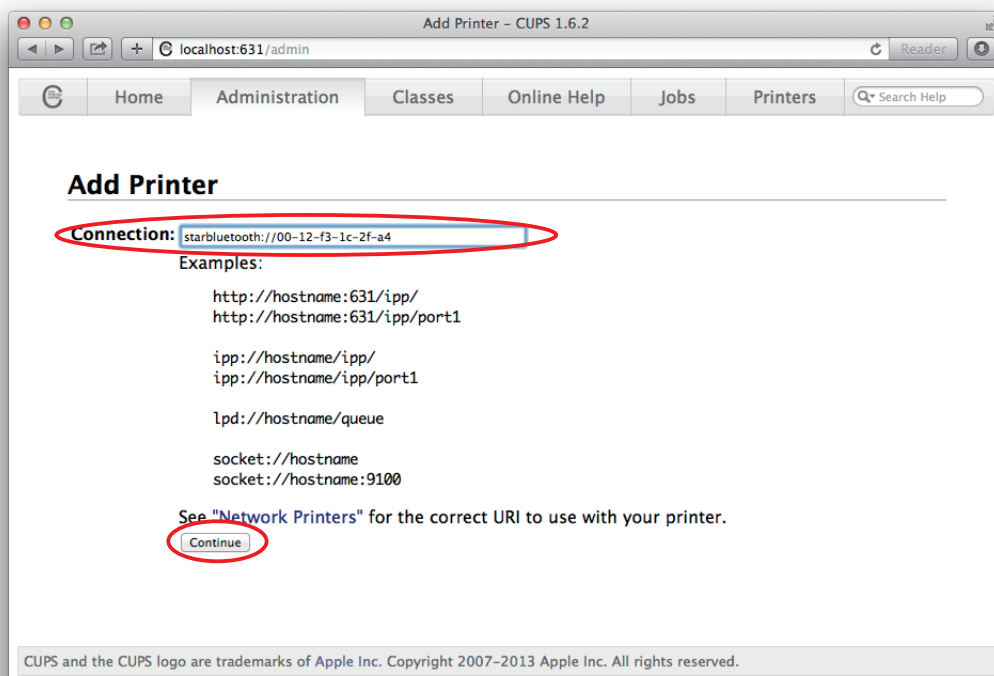 Add Printer – CUPS 1.6.2
localhost:631/admin
Reader
Home Administration Classes Online Help Jobs Printers Search Help
Add Printer
Connection: starbluetooth://00-12-f3-1c-2f-a4
Examples:
http://hostname:631/ipp/
http://hostname:631/ipp/port1
ipp://hostname/ipp/
ipp://hostname/ipp/port1
lpd://hostname/queue
socket://hostname
socket://hostname:9100
See "Network Printers" for the correct URI to use with your printer.
Continue
CUPS and the CUPS logo are trademarks of Apple Inc. Copyright 2007-2013 Apple Inc. All rights reserved.